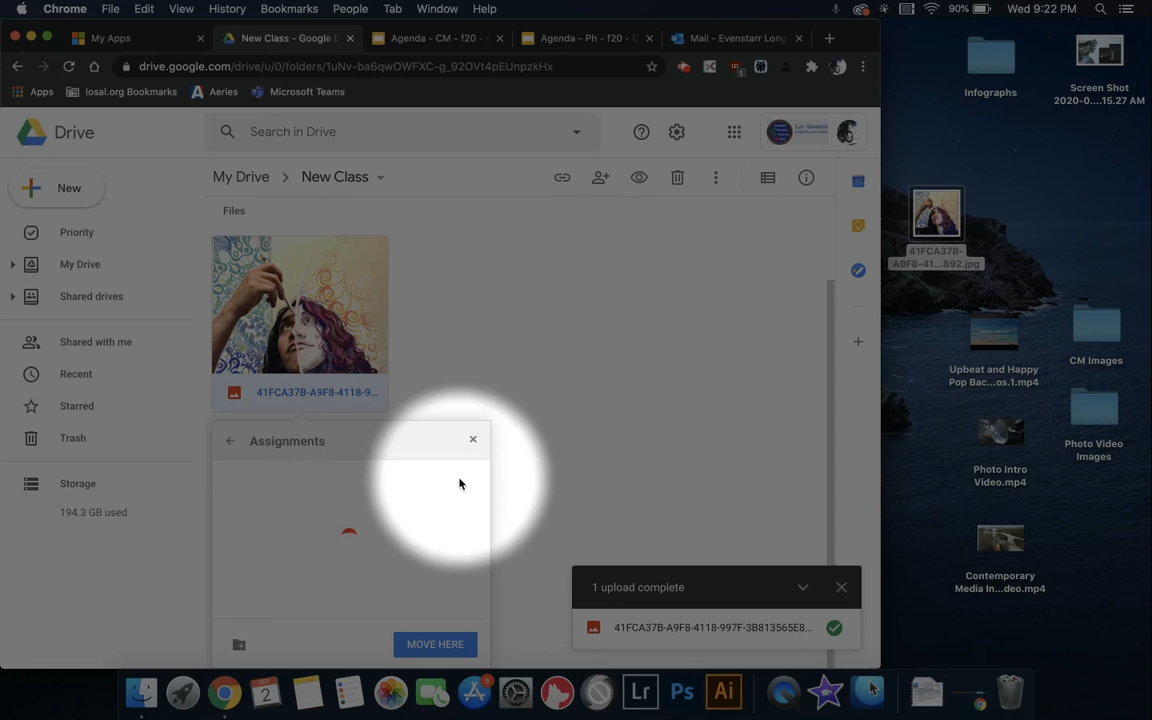 Chrome File Edit View History Bookmarks People Tab Window Help 90% Wed 9:22 PM
My Apps New Class - Google D Agenda - CM - f20 - Agenda - Ph - f20 - Mail - Evenstarr Long
drive.google.com/drive/u/0/folders/1uNv-ba6qwOWFXC-g_92OVt4pEUnpzkHx
Apps losal.org Bookmarks Aeries Microsoft Teams
Drive Search in Drive
New My Drive New Class
Files
Priority
My Drive
Shared drives
Shared with me
Recent
Starred
Trash
Storage
194.3 GB used
41FCA37B-A9F8-4118-9...
Assignments
MOVE HERE
1 upload complete
41FCA37B-A9F8-4118-997F-3B813565E8...
Infographs
Screen Shot
2020-0....15.27 AM
41FCA37B-
A9F8-41...892.jpg
Upbeat and Happy
Pop Bac...os.1.mp4
CM Images
Photo Intro
Video.mp4
Photo Video
Images
Contemporary
Media In...deo.mp4
2
5
Lr Ps Ai